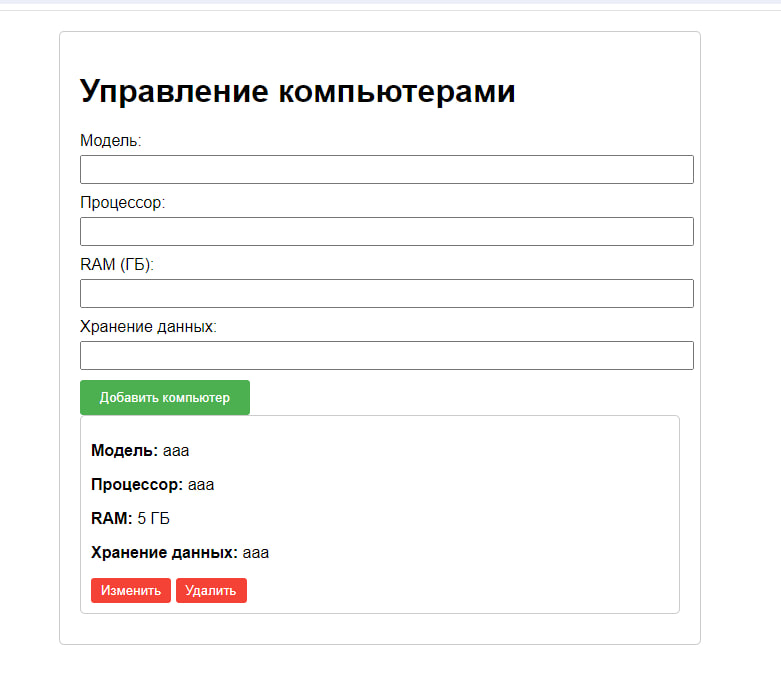 Управление компьютерами
Модель:
Процессор:
RAM (ГБ):
Хранение данных:
Добавить компьютер
Модель: aaa
Процессор: aaa
RAM: 5 ГБ
Хранение данных: aaa
Изменить Удалить